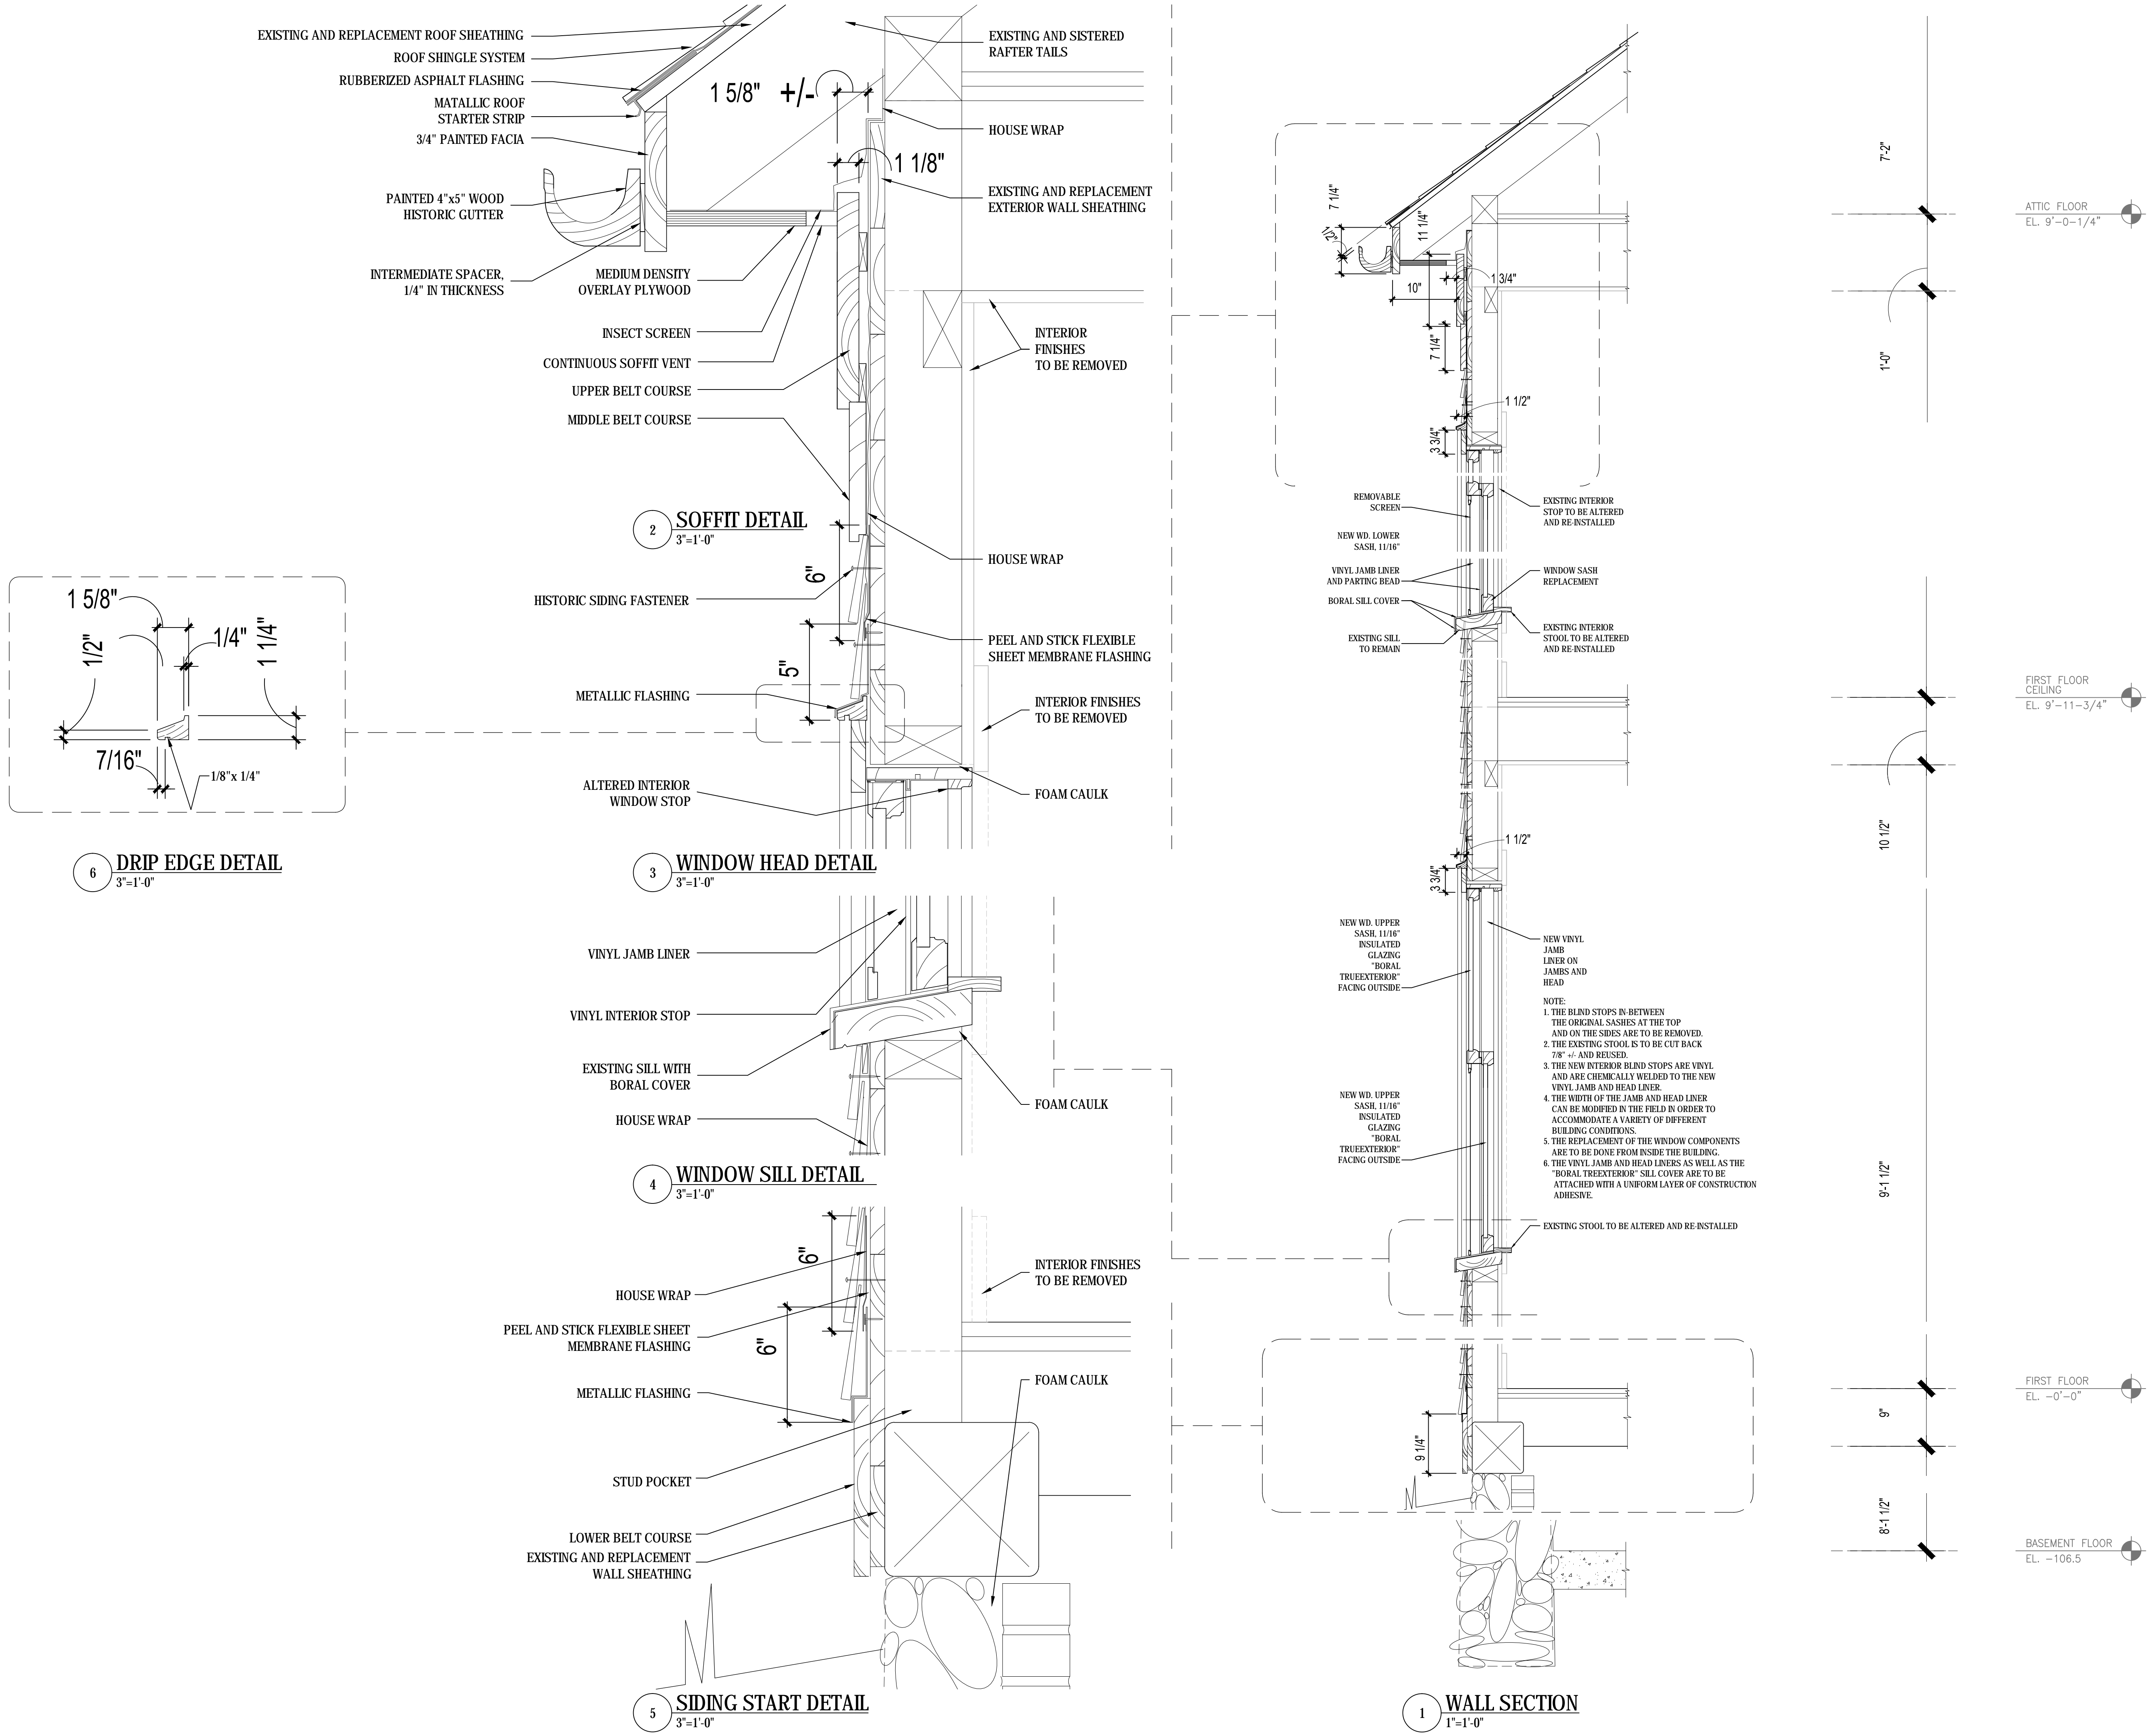 EXISTING AND REPLACEMENT ROOF SHEATHING
ROOF SHINGLE SYSTEM
RUBBERIZED ASPHALT FLASHING
MATALLIC ROOF
STARTER STRIP
3/4" PAINTED FACIA
PAINTED 4"x5" WOOD
HISTORIC GUTTER
INTERMEDIATE SPACER,
1/4" IN THICKNESS
MEDIUM DENSITY
OVERLAY PLYWOOD
INSECT SCREEN
CONTINUOUS SOFFIT VENT
UPPER BELT COURSE
MIDDLE BELT COURSE
1 5/8" +/-
1 1/8"
EXISTING AND SISTERED
RAFTER TAILS
HOUSE WRAP
EXISTING AND REPLACEMENT
EXTERIOR WALL SHEATHING
INTERIOR
FINISHES
TO BE REMOVED
2
SOFFIT DETAIL
3"=1'-0"
6"
HOUSE WRAP
HISTORIC SIDING FASTENER
5"
PEEL AND STICK FLEXIBLE
SHEET MEMBRANE FLASHING
METALLIC FLASHING
INTERIOR FINISHES
TO BE REMOVED
ALTERED INTERIOR
WINDOW STOP
FOAM CAULK
3
WINDOW HEAD DETAIL
3"=1'-0"
1 5/8"
1/2"
1/4"
1 1/4"
7/16"
1/8"x 1/4"
6
DRIP EDGE DETAIL
3"=1'-0"
VINYL JAMB LINER
VINYL INTERIOR STOP
EXISTING SILL WITH
BORAL COVER
HOUSE WRAP
FOAM CAULK
4
WINDOW SILL DETAIL
3"=1'-0"
6"
HOUSE WRAP
PEEL AND STICK FLEXIBLE SHEET
MEMBRANE FLASHING
6"
METALLIC FLASHING
STUD POCKET
LOWER BELT COURSE
EXISTING AND REPLACEMENT
WALL SHEATHING
INTERIOR FINISHES
TO BE REMOVED
FOAM CAULK
5
SIDING START DETAIL
3"=1'-0"
7 1/4"
1/2"
11 1/4"
10"
1 3/4"
7 1/4"
1 1/2"
3 3/4"
REMOVABLE
SCREEN
NEW WD. LOWER
SASH, 11/16"
VINYL JAMB LINER
AND PARTING BEAD
BORAL SILL COVER
EXISTING SILL
TO REMAIN
EXISTING INTERIOR
STOP TO BE ALTERED
AND RE-INSTALLED
WINDOW SASH
REPLACEMENT
EXISTING INTERIOR
STOOL TO BE ALTERED
AND RE-INSTALLED
1 1/2"
3 3/4"
NEW WD. UPPER
SASH, 11/16"
INSULATED
GLAZING
"BORAL
TRUEEXTERIOR"
FACING OUTSIDE
NEW WD. UPPER
SASH, 11/16"
INSULATED
GLAZING
"BORAL
TRUEEXTERIOR"
FACING OUTSIDE
NEW VINYL
JAMB
LINER ON
JAMBS AND
HEAD
NOTE:
1. THE BLIND STOPS IN-BETWEEN
THE ORIGINAL SASHES AT THE TOP
AND ON THE SIDES ARE TO BE REMOVED.
2. THE EXISTING STOOL IS TO BE CUT BACK
7/8" +/- AND REUSED.
3. THE NEW INTERIOR BLIND STOPS ARE VINYL
AND ARE CHEMICALLY WELDED TO THE NEW
VINYL JAMB AND HEAD LINER.
4. THE WIDTH OF THE JAMB AND HEAD LINER
CAN BE MODIFIED IN THE FIELD IN ORDER TO
ACCOMMODATE A VARIETY OF DIFFERENT
BUILDING CONDITIONS.
5. THE REPLACEMENT OF THE WINDOW COMPONENTS
ARE TO BE DONE FROM INSIDE THE BUILDING.
6. THE VINYL JAMB AND HEAD LINERS AS WELL AS THE
"BORAL TREEXTERIOR" SILL COVER ARE TO BE
ATTACHED WITH A UNIFORM LAYER OF CONSTRUCTION
ADHESIVE.
EXISTING STOOL TO BE ALTERED AND RE-INSTALLED
9 1/4"
1
WALL SECTION
1"=1'-0"
7'-2"
1'-0"
10 1/2"
9'-1 1/2"
9"
8'-1 1/2"
ATTIC FLOOR
EL. 9'-0-1/4"
FIRST FLOOR
CEILING
EL. 9'-11-3/4"
FIRST FLOOR
EL. -0'-0"
BASEMENT FLOOR
EL. -106.5